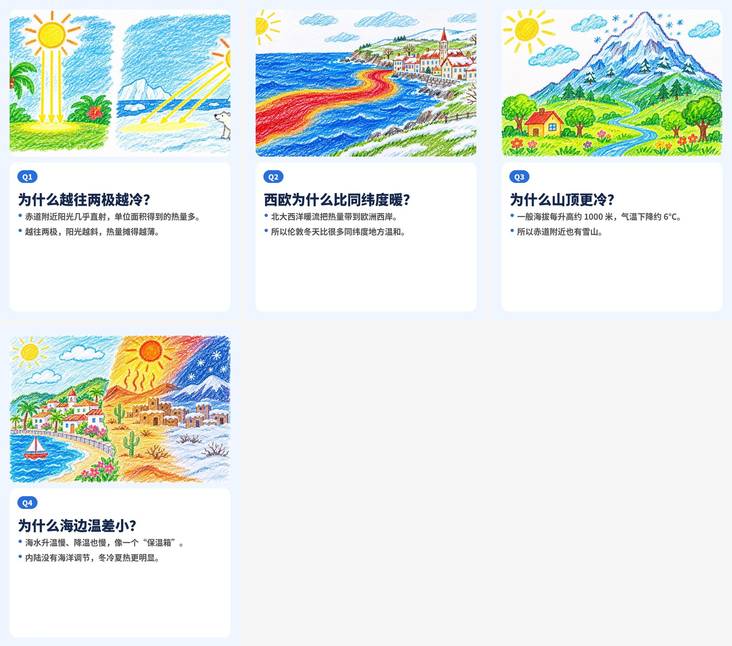 Q1
为什么越往两极越冷?
• 赤道附近阳光几乎直射，单位面积得到的热量多。
• 越往两极，阳光越斜，热量摊得越薄。
Q2
西欧为什么比同纬度暖?
• 北大西洋暖流把热量带到欧洲西岸。
• 所以伦敦冬天比很多同纬度地方温和。
Q3
为什么山顶更冷?
• 一般海拔每升高约 1000 米，气温下降约 6°C。
• 所以赤道附近也有雪山。
Q4
为什么海边温差小?
• 海水升温慢、降温也慢，像一个“保温箱”。
• 内陆没有海洋调节，冬冷夏热更明显。